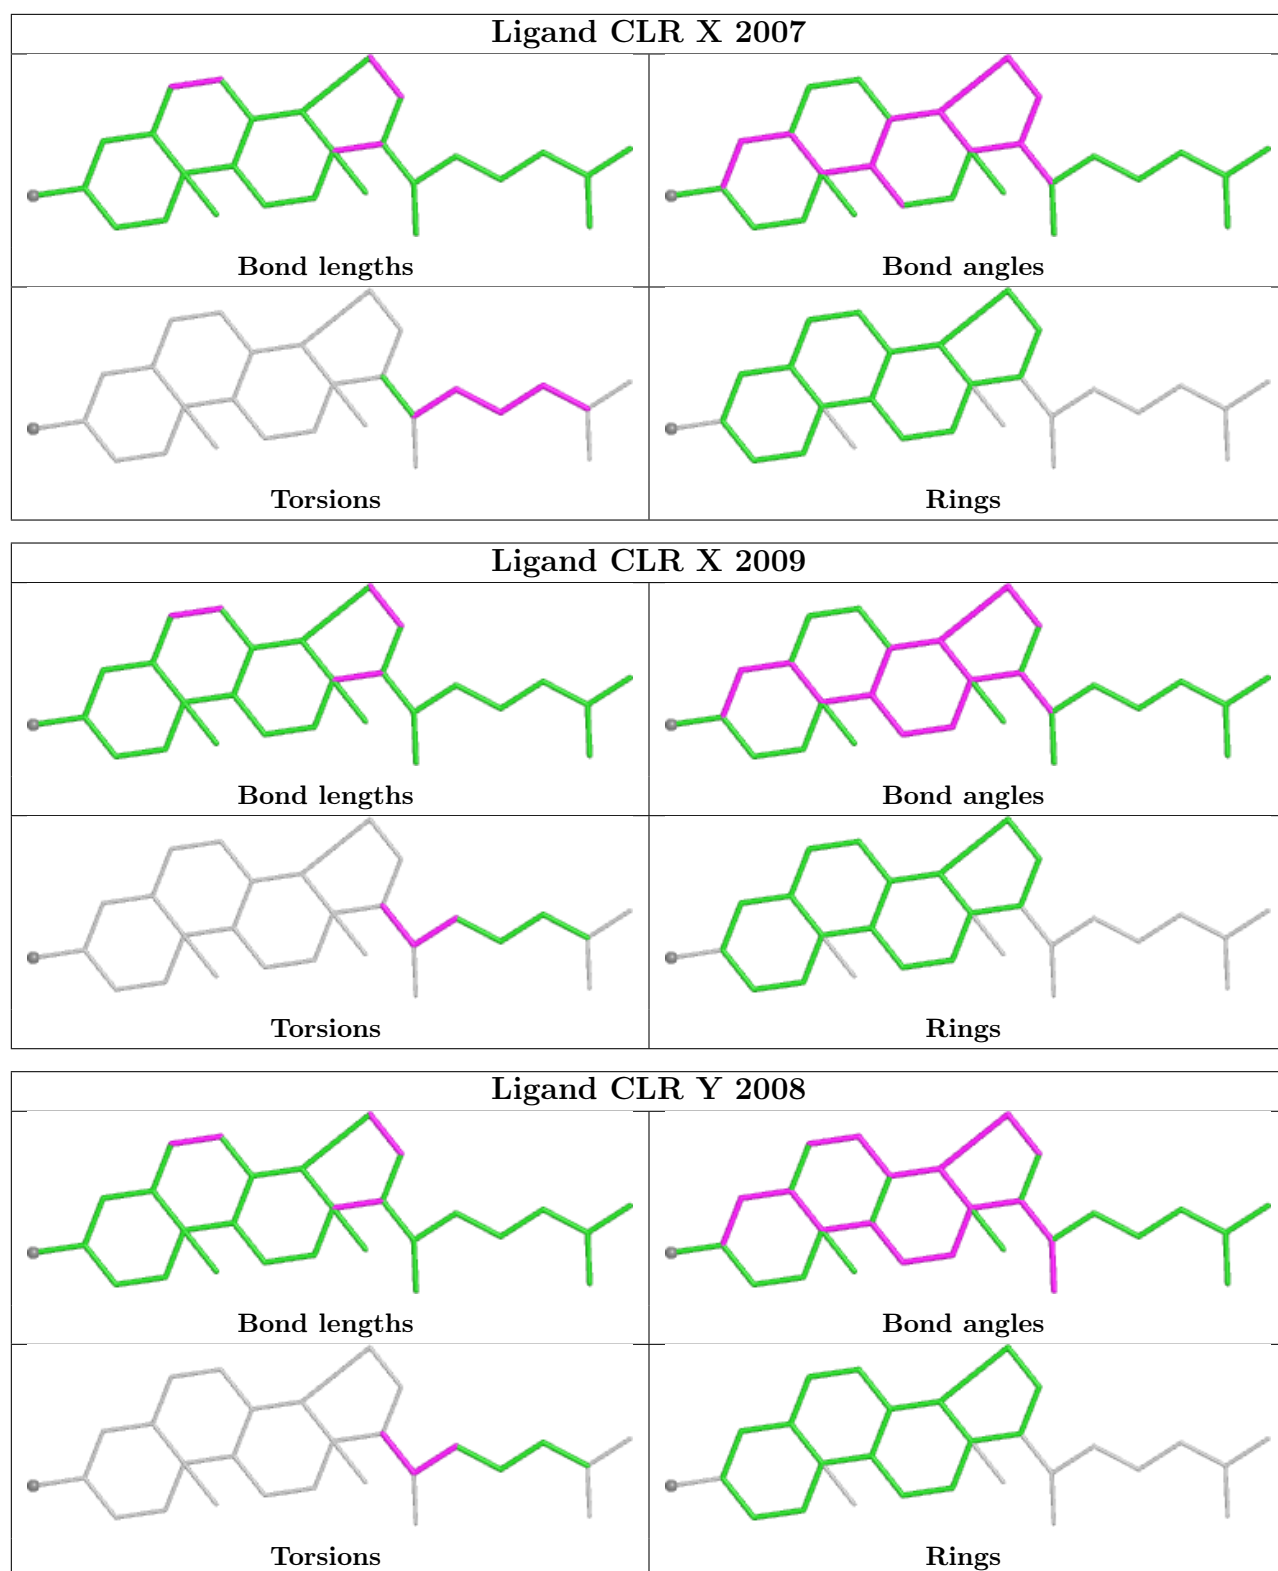 Ligand CLR X 2007
Bond lengths
Bond angles
Torsions
Rings
Ligand CLR X 2009
Bond lengths
Bond angles
Torsions
Rings
Ligand CLR Y 2008
Bond lengths
Bond angles
Torsions
Rings